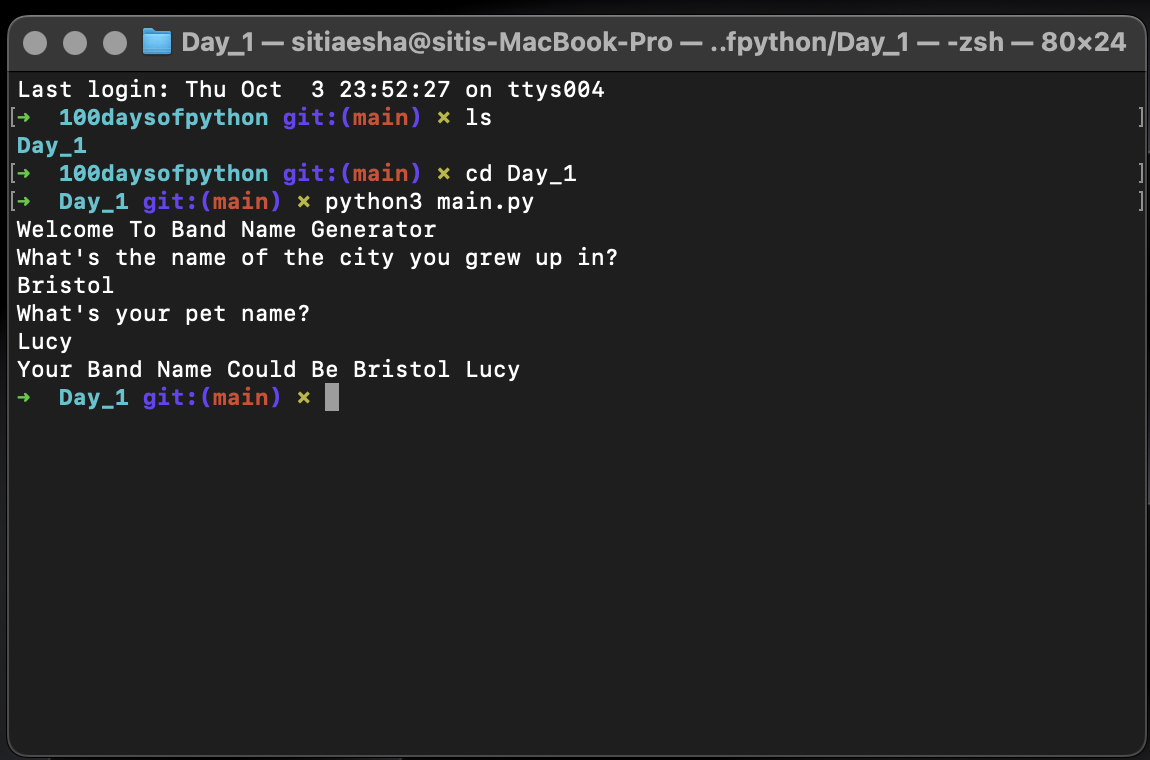 Day_1 — sitiaesha@sitis-MacBook-Pro — ..fpython/Day_1 — -zsh — 80×24
Last login: Thu Oct  3 23:52:27 on ttys004
[➜  100daysofpython git:(main) ✗ ls ]
Day_1
[➜  100daysofpython git:(main) ✗ cd Day_1 ]
[➜  Day_1 git:(main) ✗ python3 main.py ]
Welcome To Band Name Generator
What's the name of the city you grew up in?
Bristol
What's your pet name?
Lucy
Your Band Name Could Be Bristol Lucy
➜  Day_1 git:(main) ✗